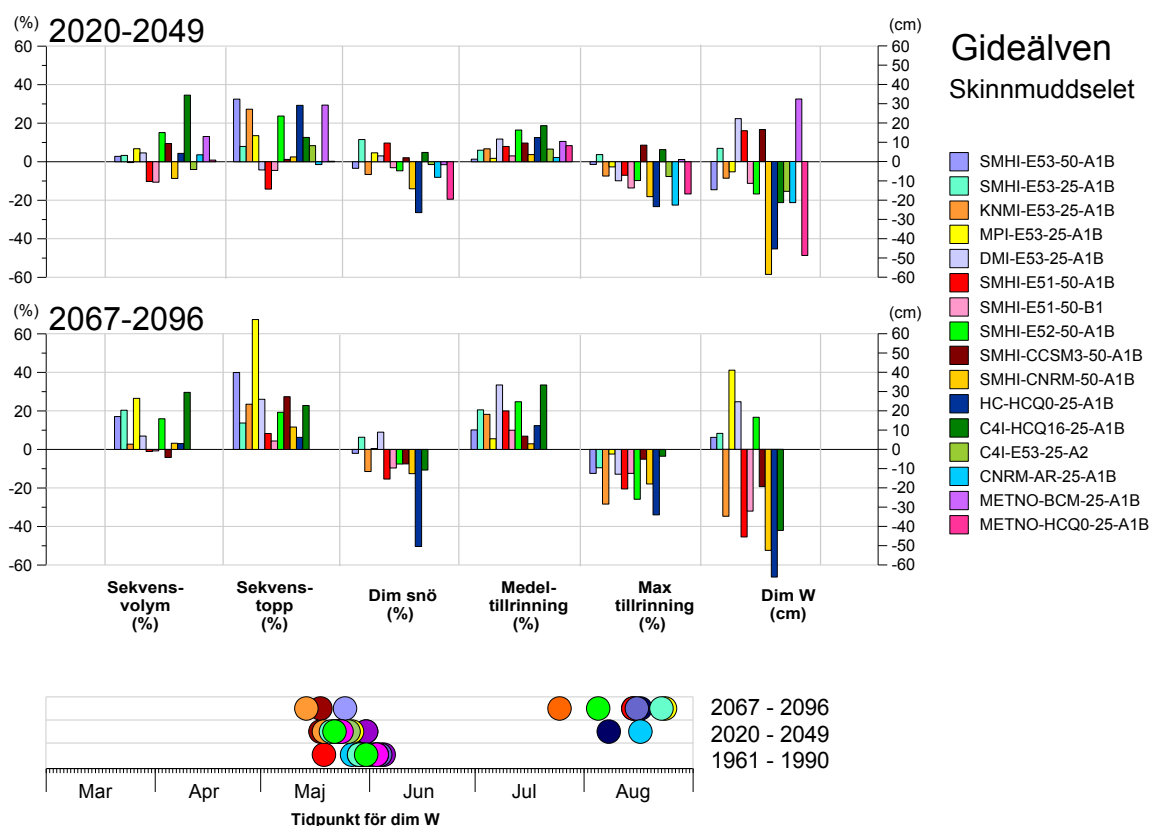 (%) 2020-2049 (cm)
60 60
50
40 40
30
20 20
10
0 0
-10
-20 -20
-30
-40 -40
-50
-60 -60
(%) 2067-2096 (cm)
60 60
50
40 40
30
20 20
10
0 0
-10
-20 -20
-30
-40 -40
-50
-60 -60
Sekvens-
volym
(%)
Sekvens-
topp
(%)
Dim snö
(%)
Medel-
tillrinning
(%)
Max
tillrinning
(%)
Dim W
(cm)
Gideälven
Skinnmuddselet
SMHI-E53-50-A1B
SMHI-E53-25-A1B
KNMI-E53-25-A1B
MPI-E53-25-A1B
DMI-E53-25-A1B
SMHI-E51-50-A1B
SMHI-E51-50-B1
SMHI-E52-50-A1B
SMHI-CCSM3-50-A1B
SMHI-CNRM-50-A1B
HC-HCQ0-25-A1B
C4I-HCQ16-25-A1B
C4I-E53-25-A2
CNRM-AR-25-A1B
METNO-BCM-25-A1B
METNO-HCQ0-25-A1B
2067 - 2096
2020 - 2049
1961 - 1990
Mar Apr Maj Jun Jul Aug
Tidpunkt för dim W